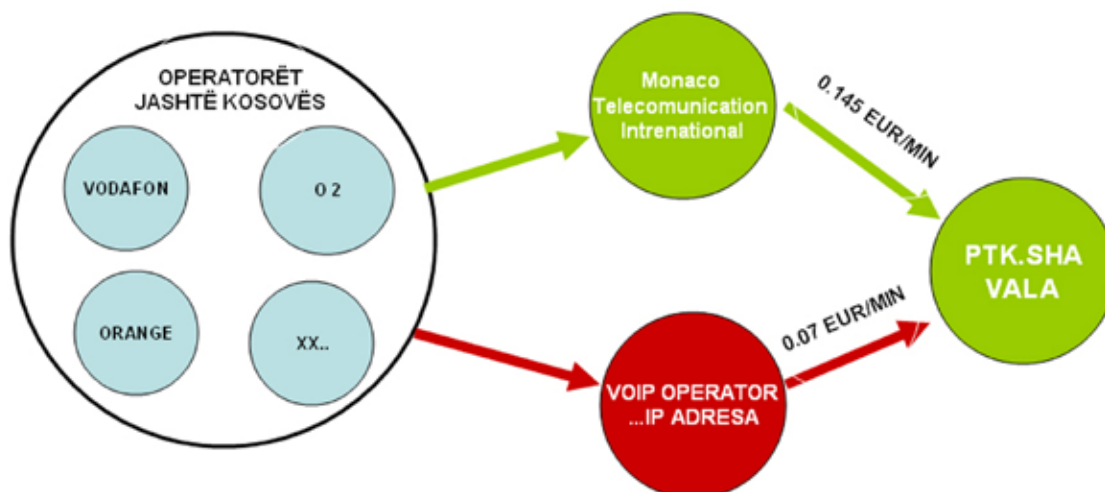 OPERATORËT
JASHTË KOSOVËS
VODAFON
O 2
ORANGE
XX..
Monaco
Telecomunication
Intrenational
0.145 EUR/MIN
PTK.SHA
VALA
0.07 EUR/MIN
VOIP OPERATOR
...IP ADRESA